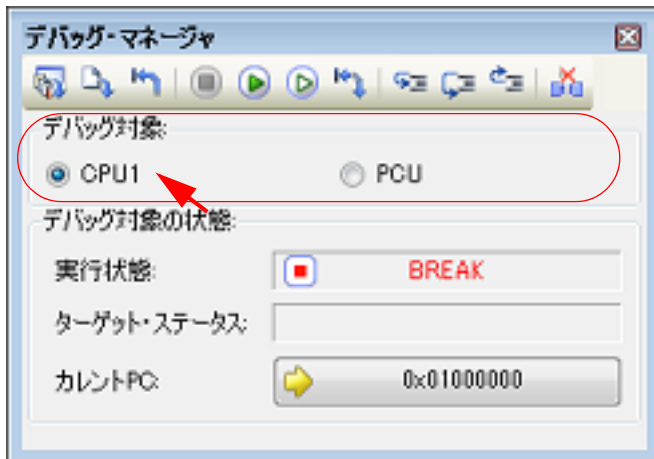 デバッグ・マネージャ
デバッグ対象:
CPU1 PCU
デバッグ対象の状態:
実行状態: BREAK
ターゲット・ステータス:
カレントPC: 0x01000000